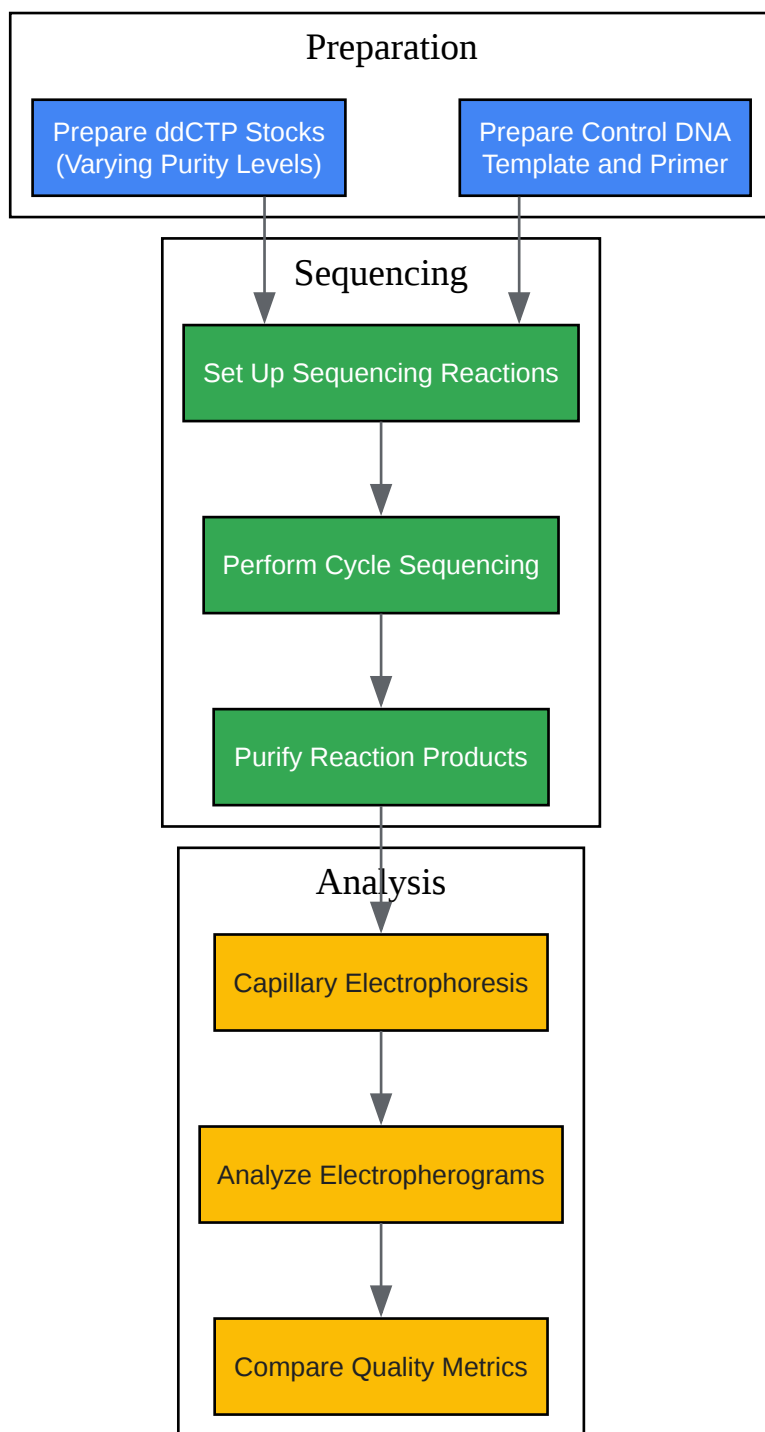 Preparation
Prepare ddCTP Stocks
(Varying Purity Levels)
Prepare Control DNA
Template and Primer
Sequencing
Set Up Sequencing Reactions
Perform Cycle Sequencing
Purify Reaction Products
Analysis
Capillary Electrophoresis
Analyze Electropherograms
Compare Quality Metrics